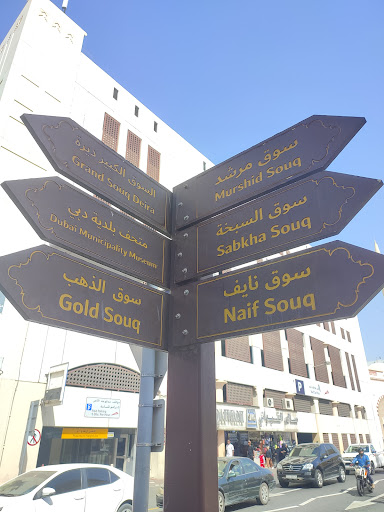 السوق الكبير ديرة
Grand Souq Deira
متحف بلدية دبي
Dubai Municipality Museum
سوق الذهب
Gold Souq
سوق مرشد
Murshid Souq
سوق السبخة
Sabkha Souq
سوق نايف
Naif Souq
P
P